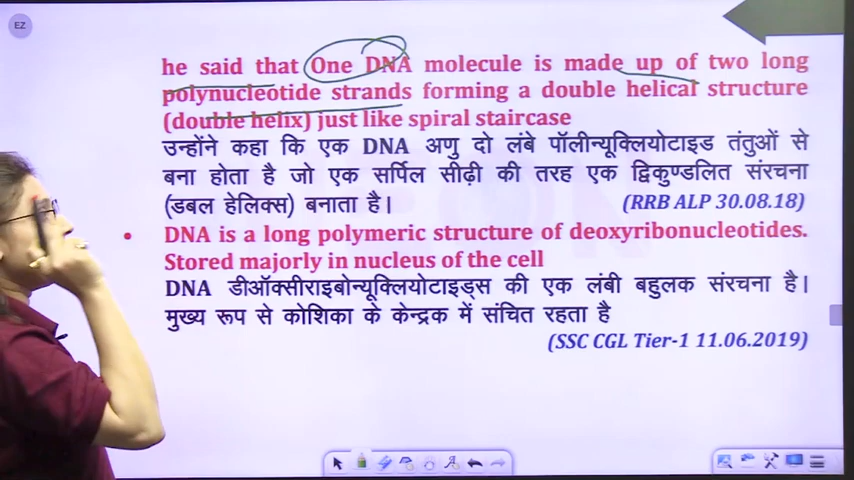 EZ
he said that One DNA molecule is made up of two long
polynucleotide strands forming a double helical structure
(double helix) just like spiral staircase
उन्होंने कहा कि एक DNA अणु दो लंबे पॉलीन्यूक्लियोटाइड तंतुओं से
बना होता है जो एक सर्पिल सीढ़ी की तरह एक द्विकुण्डलित संरचना
(डबल हेलिक्स) बनाता है। (RRB ALP 30.08.18)
• DNA is a long polymeric structure of deoxyribonucleotides.
Stored majorly in nucleus of the cell
DNA डीऑक्सीराइबोन्यूक्लियोटाइड्स की एक लंबी बहुलक संरचना है।
मुख्य रूप से कोशिका के केन्द्रक में संचित रहता है
(SSC CGL Tier-1 11.06.2019)